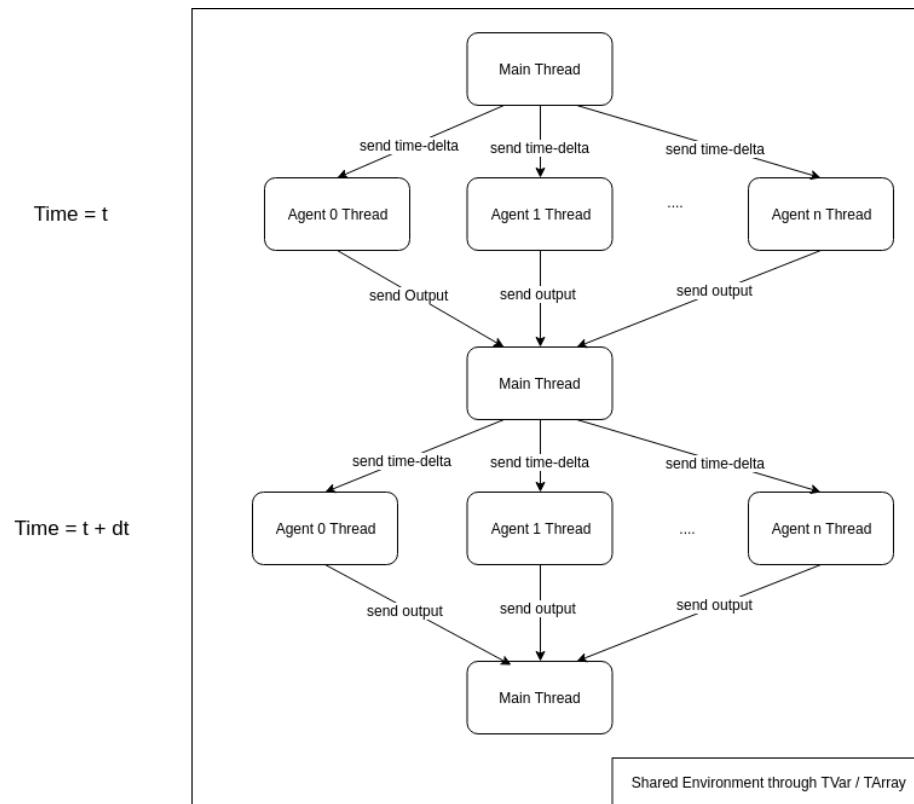 Main Thread
send time-delta
send time-delta
send time-delta
Time = t
Agent 0 Thread
Agent 1 Thread
....
Agent n Thread
send Output
send output
send output
Main Thread
send time-delta
send time-delta
send time-delta
Time = t + dt
Agent 0 Thread
Agent 1 Thread
....
Agent n Thread
send output
send output
send output
Main Thread
Shared Environment through TVar / TArray